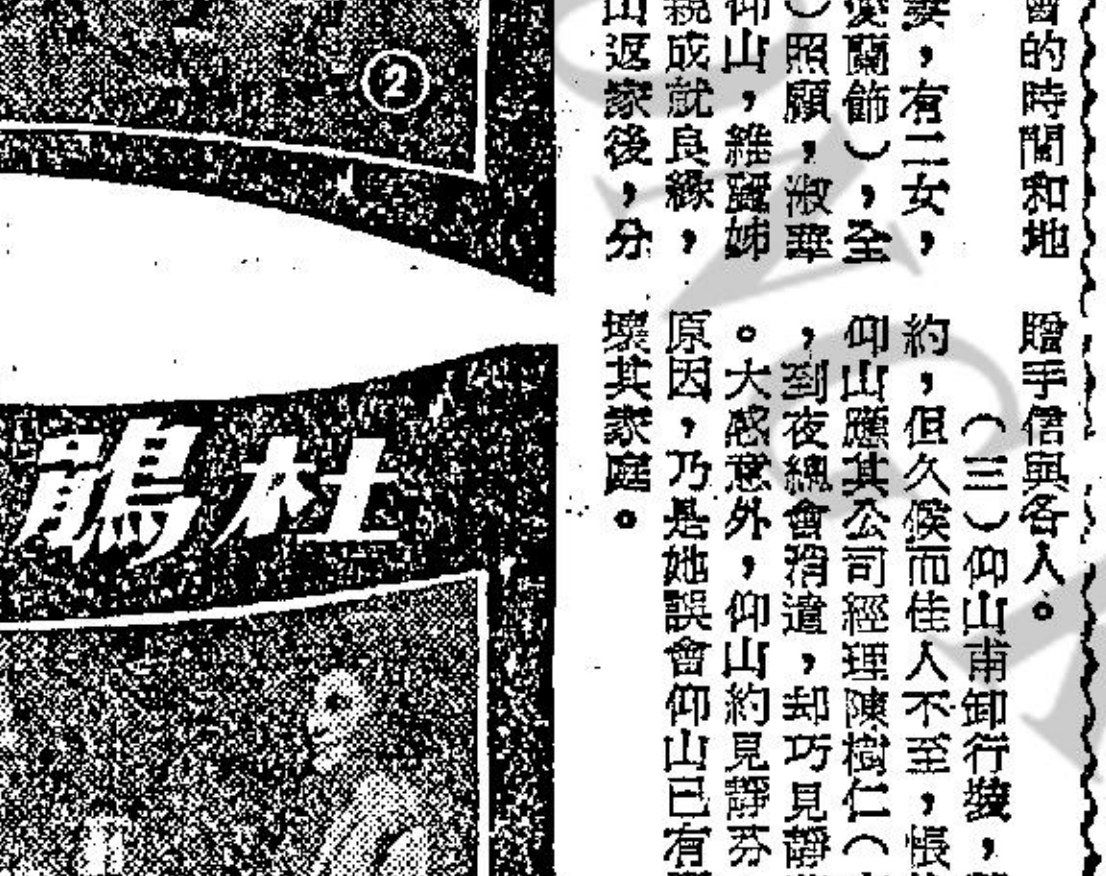 會的時間和地
妻，有二女，
愛蘭飾），全
）照顧，淑華
仰山，維麗姊
親成就良緣，
山返家後，分
贈手信與各人。
（三）仰山甫卸行裝，
約，但久候而佳人不至，悵
仰山應其公司經理陳樹仁（
，到夜總會消遣，却巧見靜
。大感意外，仰山約見靜芬
原因，乃是她誤會仰山已有
壞其家庭。
②
杜鵑